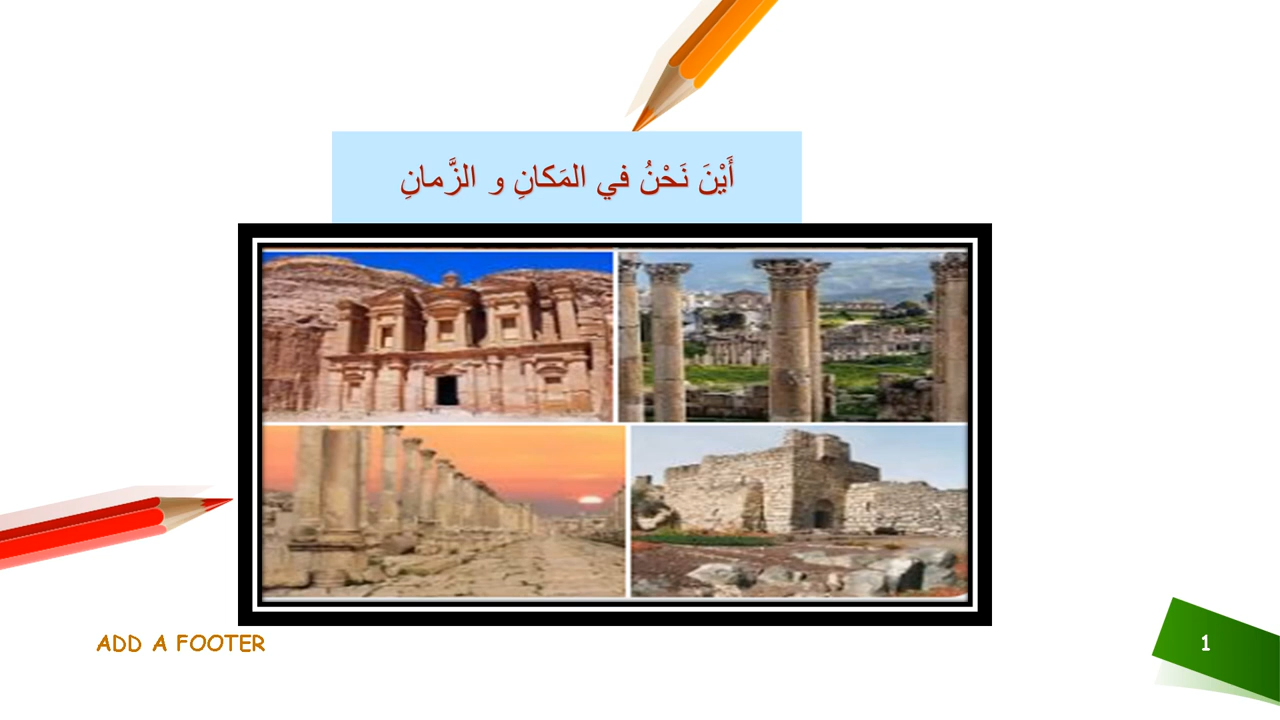 أَيْنَ نَحْنُ في المَكانِ و الزَّمانِ
ADD A FOOTER
1